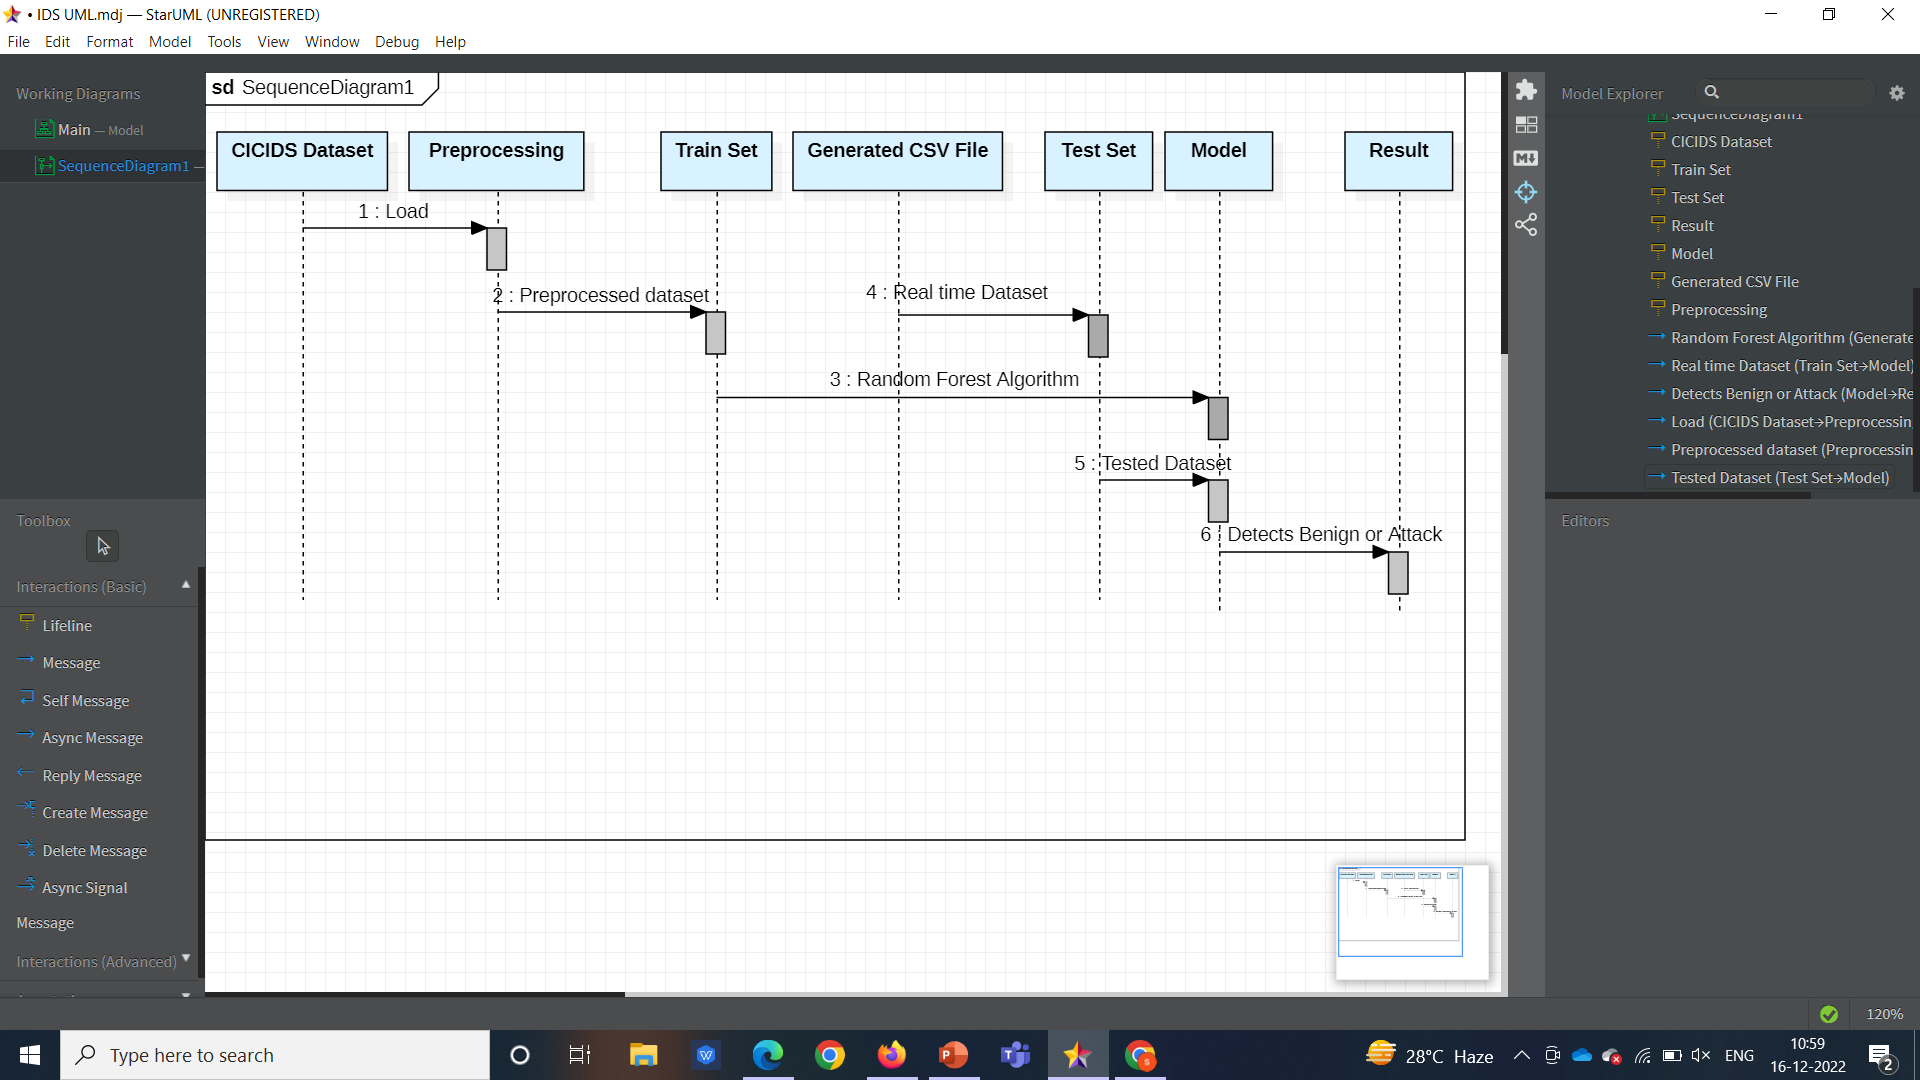 • IDS UML.mdj — StarUML (UNREGISTERED)
File Edit Format Model Tools View Window Debug Help
Working Diagrams
Main — Model
SequenceDiagram1 —
Toolbox
Interactions (Basic)
Lifeline
Message
Self Message
Async Message
Reply Message
Create Message
Delete Message
Async Signal
Message
Interactions (Advanced)
sd SequenceDiagram1
CICIDS Dataset Preprocessing Train Set Generated CSV File Test Set Model Result
1 : Load
2 : Preprocessed dataset
4 : Real time Dataset
3 : Random Forest Algorithm
5 : Tested Dataset
6 : Detects Benign or Attack
Model Explorer
SequenceDiagram1
CICIDS Dataset
Train Set
Test Set
Result
Model
Generated CSV File
Preprocessing
Random Forest Algorithm (Generate
Real time Dataset (Train Set→Model)
Detects Benign or Attack (Model→Re
Load (CICIDS Dataset→Preprocessin
Preprocessed dataset (Preprocessin
Tested Dataset (Test Set→Model)
Editors
120%
Type here to search
28°C Haze
ENG
10:59
16-12-2022
2